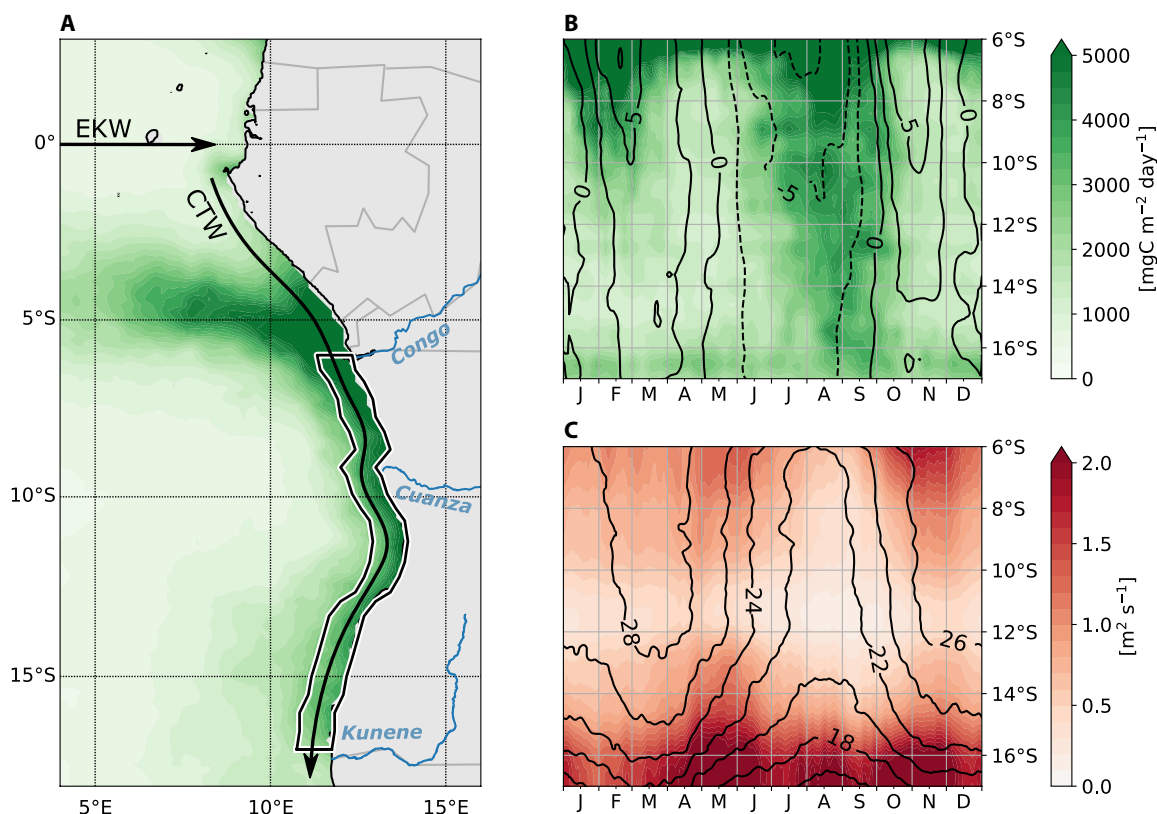 A
EKW
CTW
Congo
Cuanza
Kunene
0°
5°S
10°S
15°S
5°E 10°E 15°E
B
5 5 0
0 0
-5
0
6°S
8°S
10°S
12°S
14°S
16°S
J F M A M J J A S O N D
5000
4000
3000
2000
1000
0
[mgC m⁻² day⁻¹]
C
28 24 22 26
18
6°S
8°S
10°S
12°S
14°S
16°S
J F M A M J J A S O N D
2.0
1.5
1.0
0.5
0.0
[m² s⁻¹]